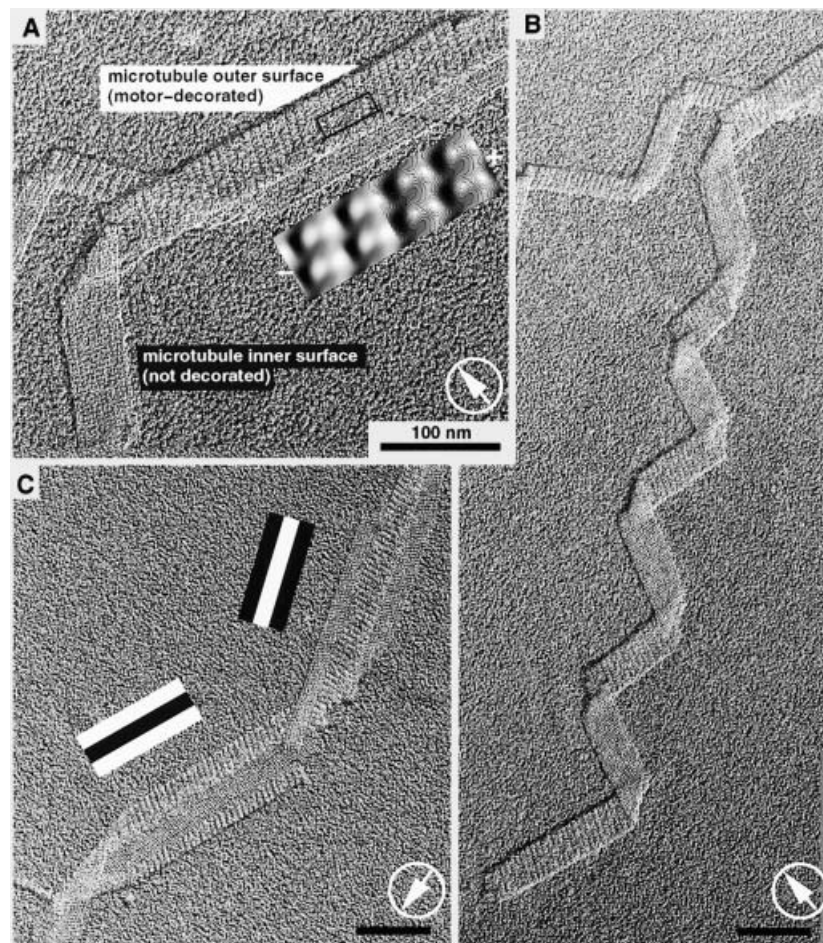 A
microtubule outer surface
(motor–decorated)
+
–
microtubule inner surface
(not decorated)
100 nm
B
C